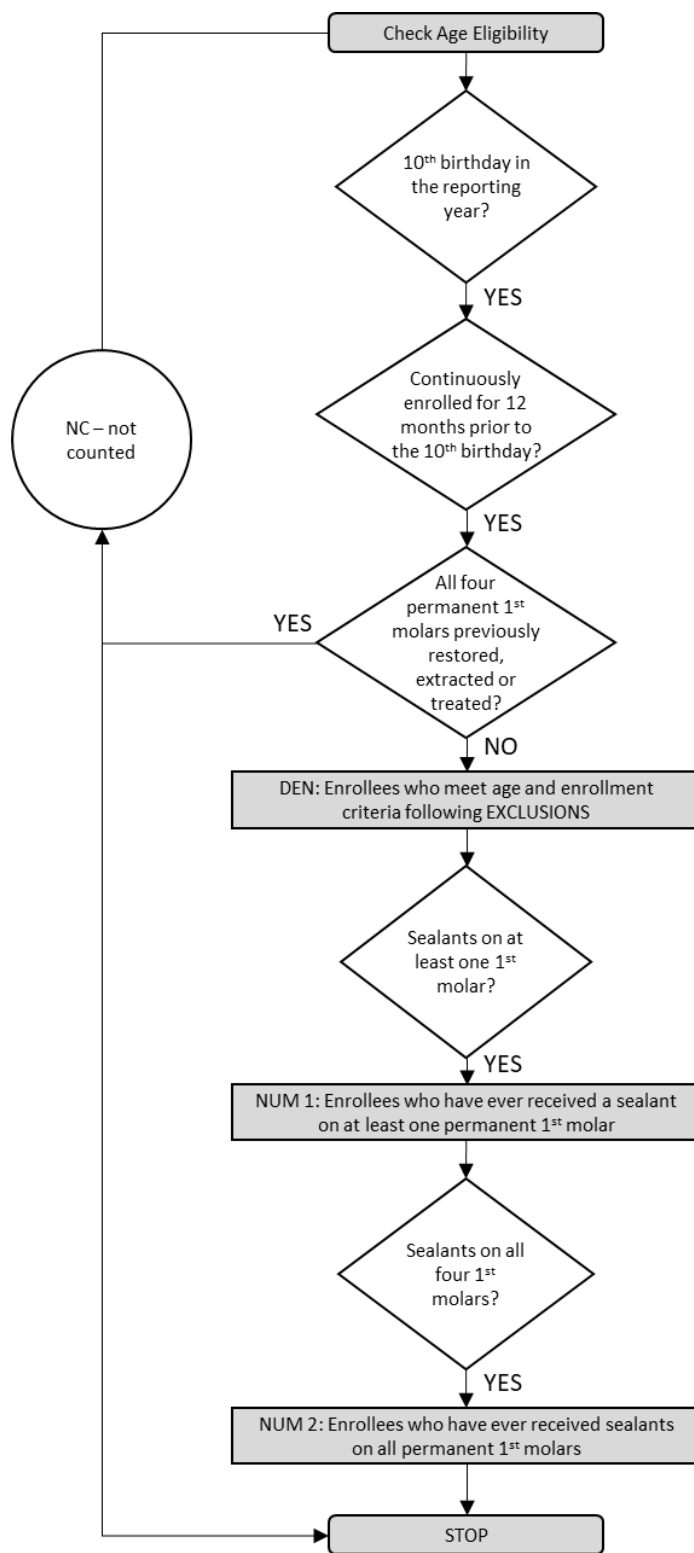 Check Age Eligibility
10th birthday in
the reporting
year?
YES
Continuously
enrolled for 12
months prior to
the 10th birthday?
NC – not
counted
YES
All four
permanent 1st
molars previously
restored,
extracted or
treated?
YES
NO
DEN: Enrollees who meet age and enrollment
criteria following EXCLUSIONS
Sealants on at
least one 1st
molar?
YES
NUM 1: Enrollees who have ever received a sealant
on at least one permanent 1st molar
Sealants on all
four 1st
molars?
YES
NUM 2: Enrollees who have ever received sealants
on all permanent 1st molars
STOP